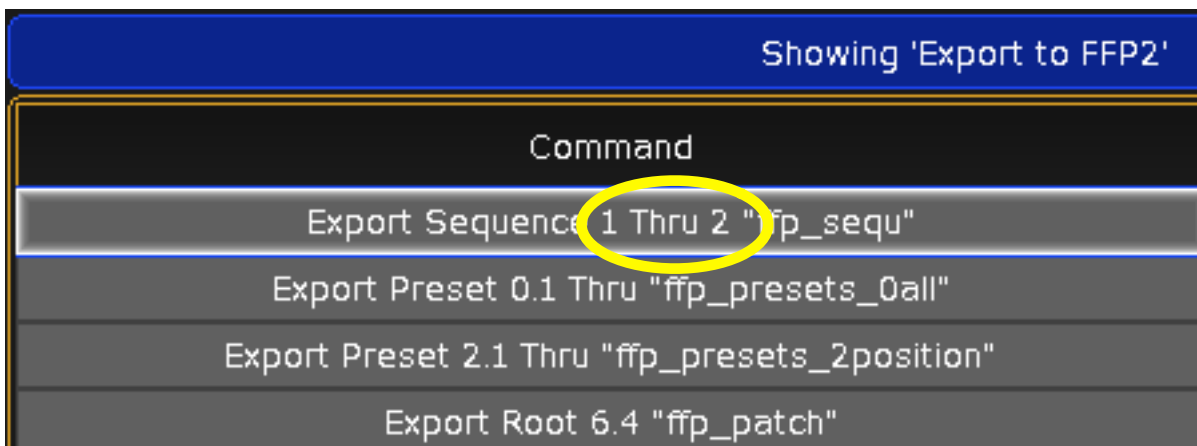 Showing 'Export to FFP2'
Command
Export Sequence 1 Thru 2 "ffp_sequ"
Export Preset 0.1 Thru "ffp_presets_0all"
Export Preset 2.1 Thru "ffp_presets_2position"
Export Root 6.4 "ffp_patch"